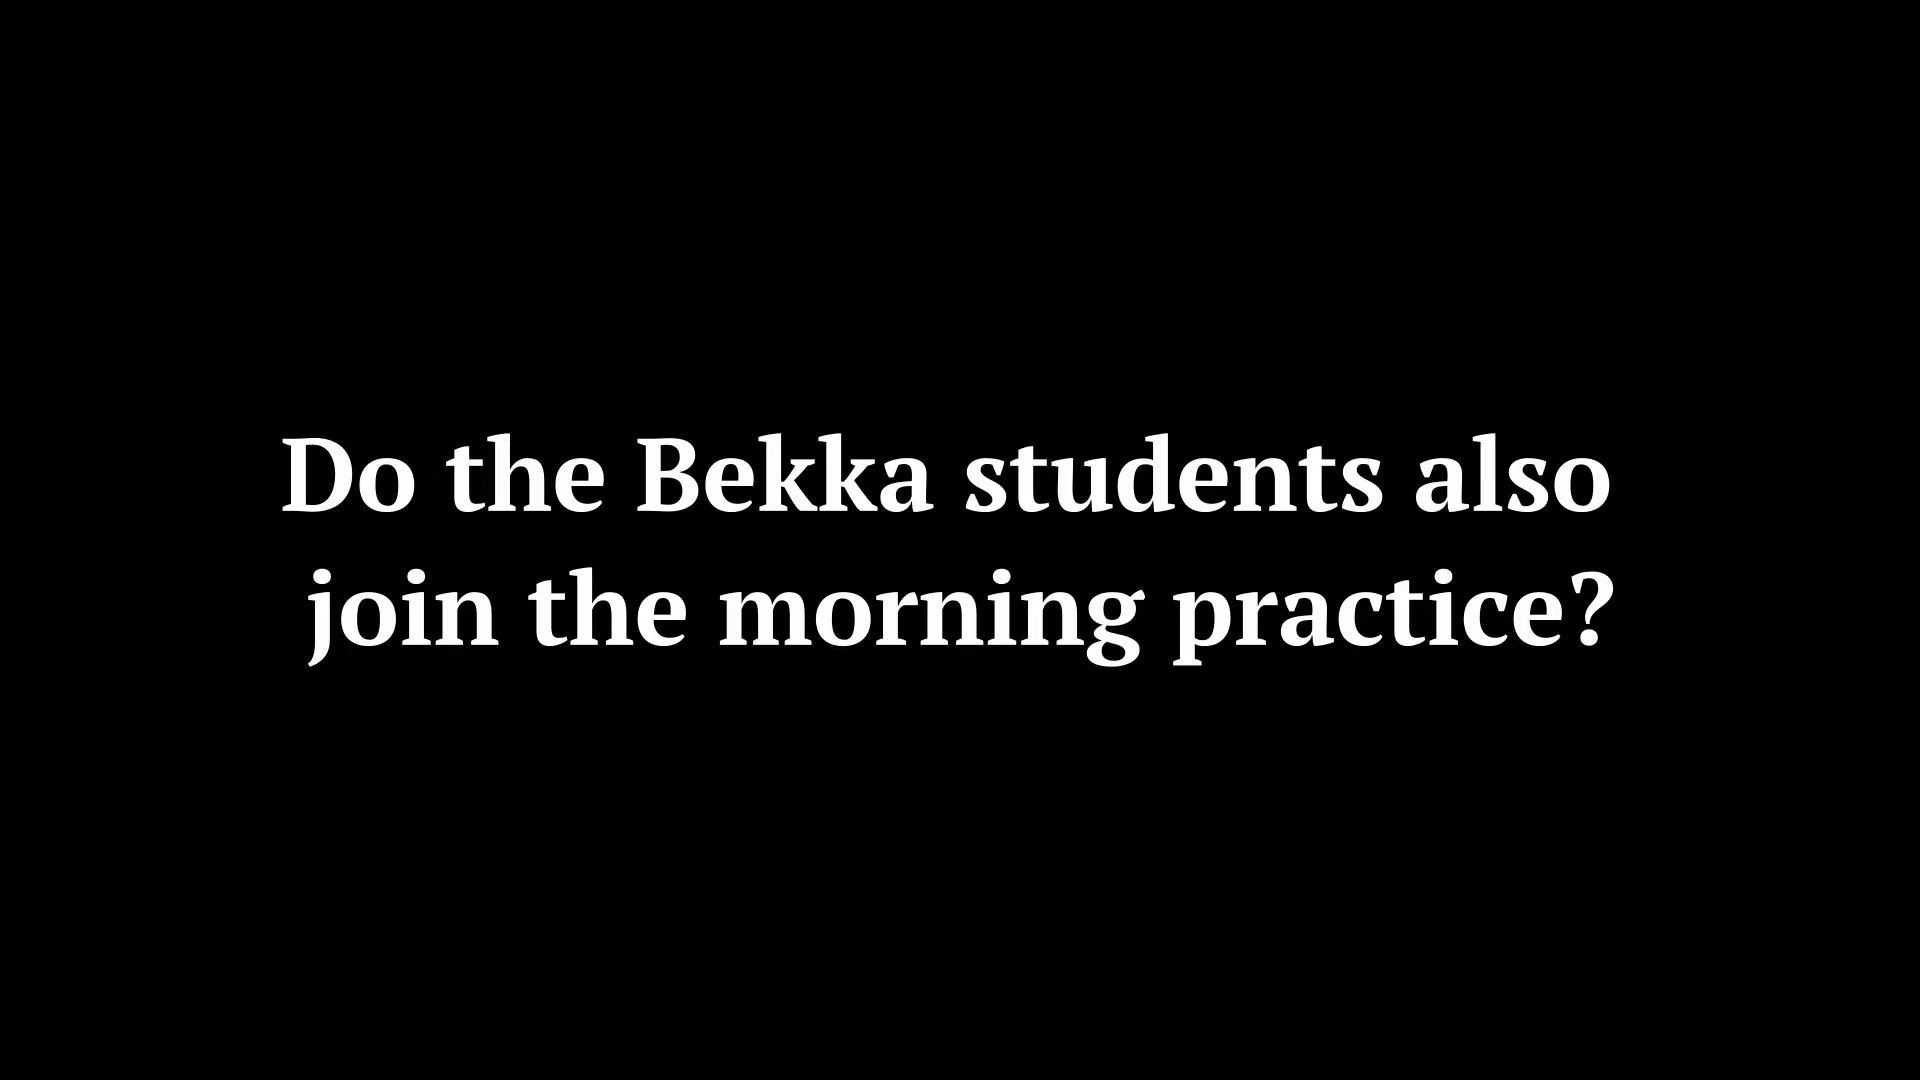 Do the Bekka students also
join the morning practice?